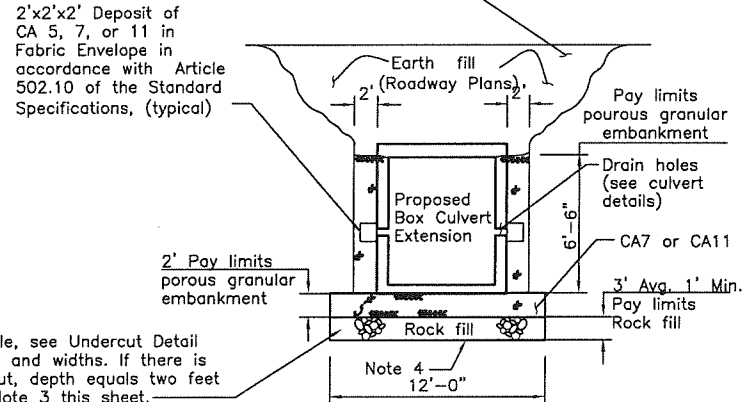 2'x2'x2' Deposit of
CA 5, 7, or 11 in
Fabric Envelope in
accordance with Article
502.10 of the Standard
Specifications, (typical)
Earth fill
(Roadway Plans)
2'
2'
Pay limits
pourous granular
embankment
Drain holes
(see culvert
details)
Proposed
Box Culvert
Extension
6'-6"
CA7 or CA11
2' Pay limits
porous granular
embankment
3' Avg. 1' Min.
Pay limits
Rock fill
Rock fill
le, see Undercut Detail
and widths. If there is
ut, depth equals two feet
lote 3 this sheet.
Note 4
12'-0"